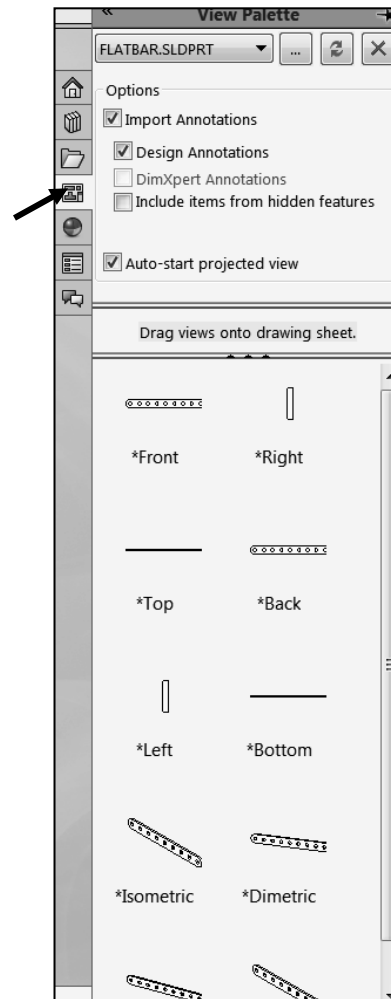 View Palette
FLATBAR.SLDPRT
...
Options
Import Annotations
Design Annotations
DimXpert Annotations
Include items from hidden features
Auto-start projected view
Drag views onto drawing sheet.
*Front *Right
*Top *Back
*Left *Bottom
*Isometric *Dimetric